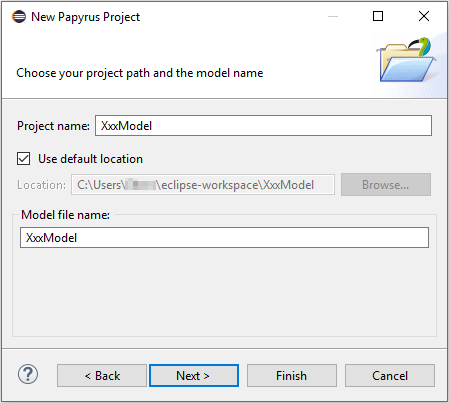 New Papyrus Project
Choose your project path and the model name
Project name: XxxModel
Use default location
Location: C:\Users\ \eclipse-workspace\XxxModel Browse...
Model file name:
XxxModel
? < Back Next > Finish Cancel